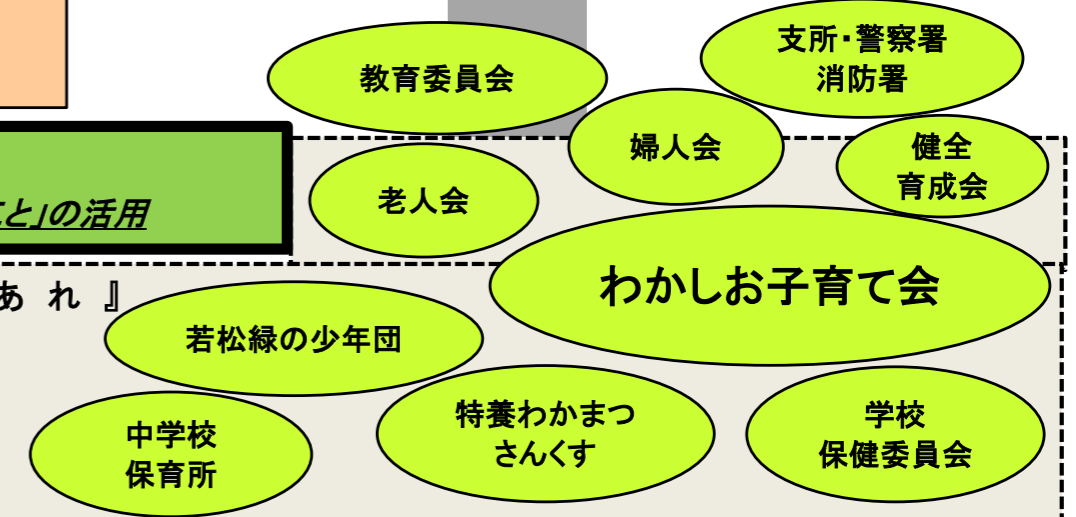 支所・警察署
消防署
教育委員会
婦人会
健全
育成会
老人会
こと」の活用
わかしお子育て会
あ れ 』
若松緑の少年団
特養わかまつ
さんくす
学校
保健委員会
中学校
保育所